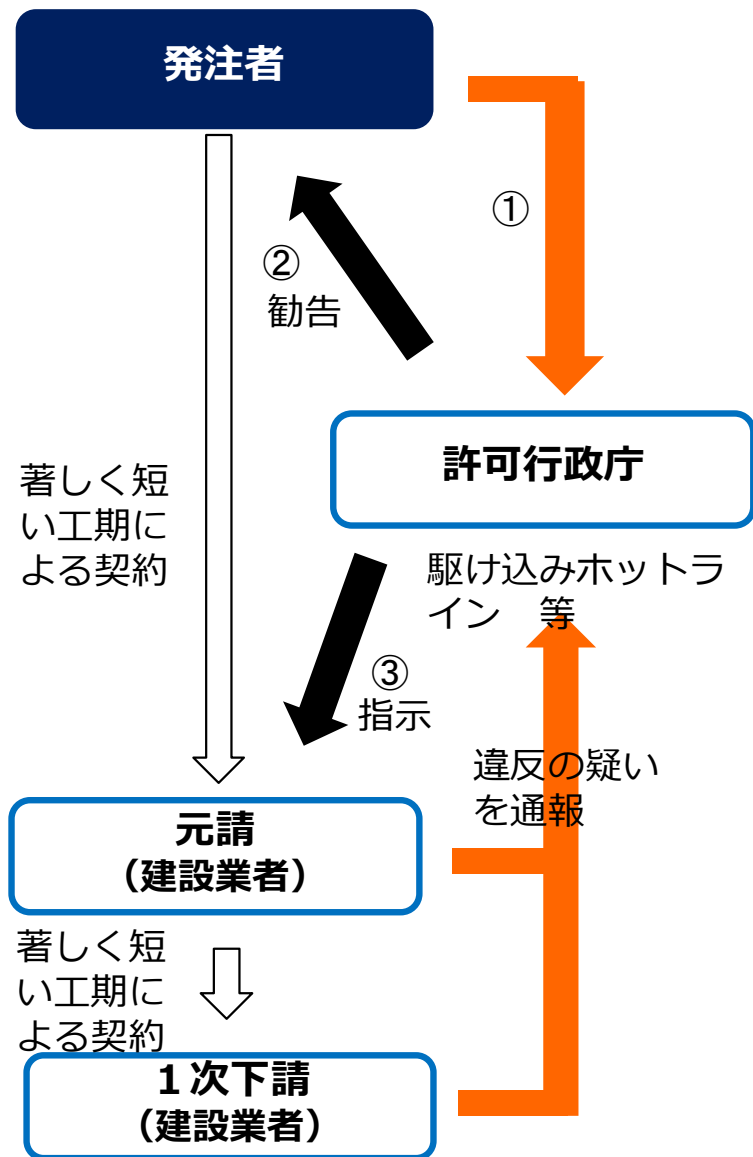 発注者
①
②
勧告
許可行政庁
著しく短
い工期に
よる契約
駆け込みホットラ
イン　等
③
指示
違反の疑い
を通報
元請
（建設業者）
著しく短
い工期に
よる契約
１次下請
（建設業者）